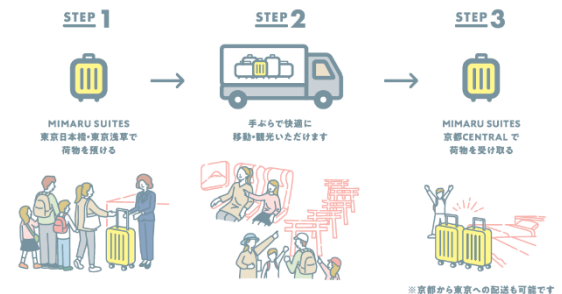 STEP 1
STEP 2
STEP 3
MIMARU SUITES
東京日本橋・東京浅草で
荷物を預ける
手ぶらで快適に
移動・観光いただけます
MIMARU SUITES
京都CENTRAL で
荷物を受け取る
※京都から東京への配送も可能です